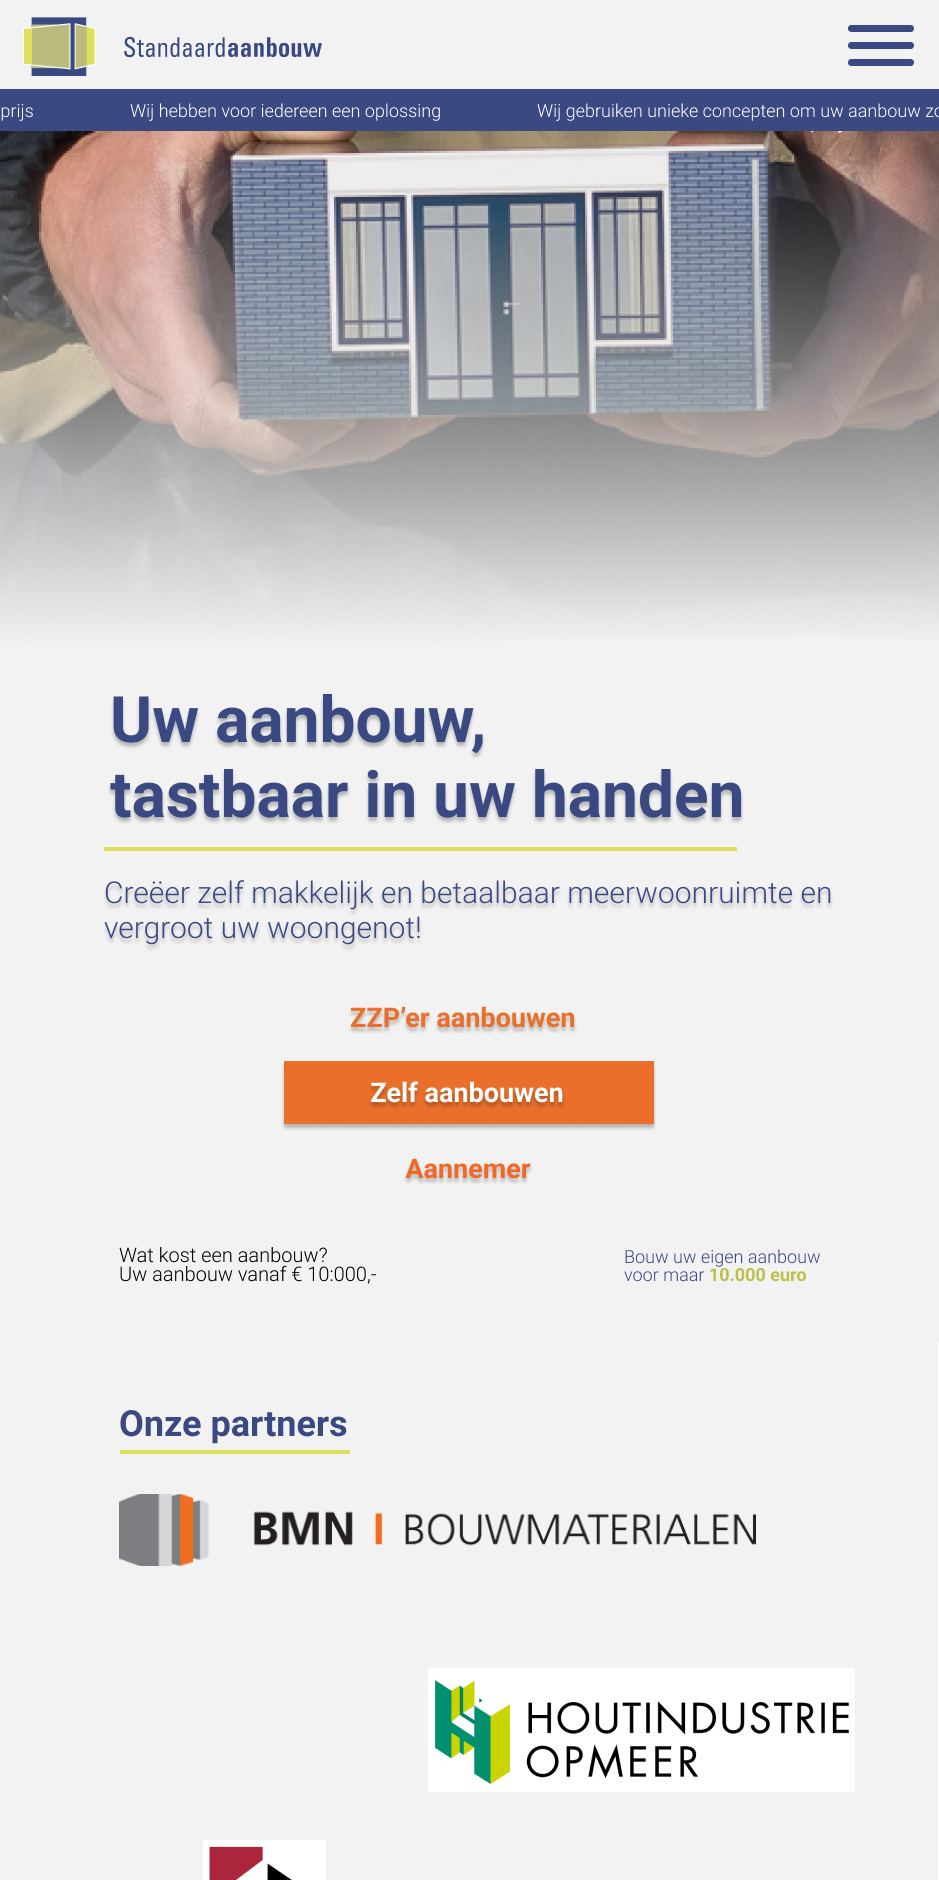 Standaardaanbouw
prijs
Wij hebben voor iedereen een oplossing
Wij gebruiken unieke concepten om uw aanbouw
Uw aanbouw,
tastbaar in uw handen
Creëer zelf makkelijk en betaalbaar meerwoonruimte en
vergroot uw woongenot!
ZZP’er aanbouwen
Zelf aanbouwen
Aannemer
Wat kost een aanbouw?
Uw aanbouw vanaf € 10:000,-
Bouw uw eigen aanbouw
voor maar 10.000 euro
Onze partners
BMN | BOUWMATERIALEN
HOUTINDUSTRIE
OPMEER